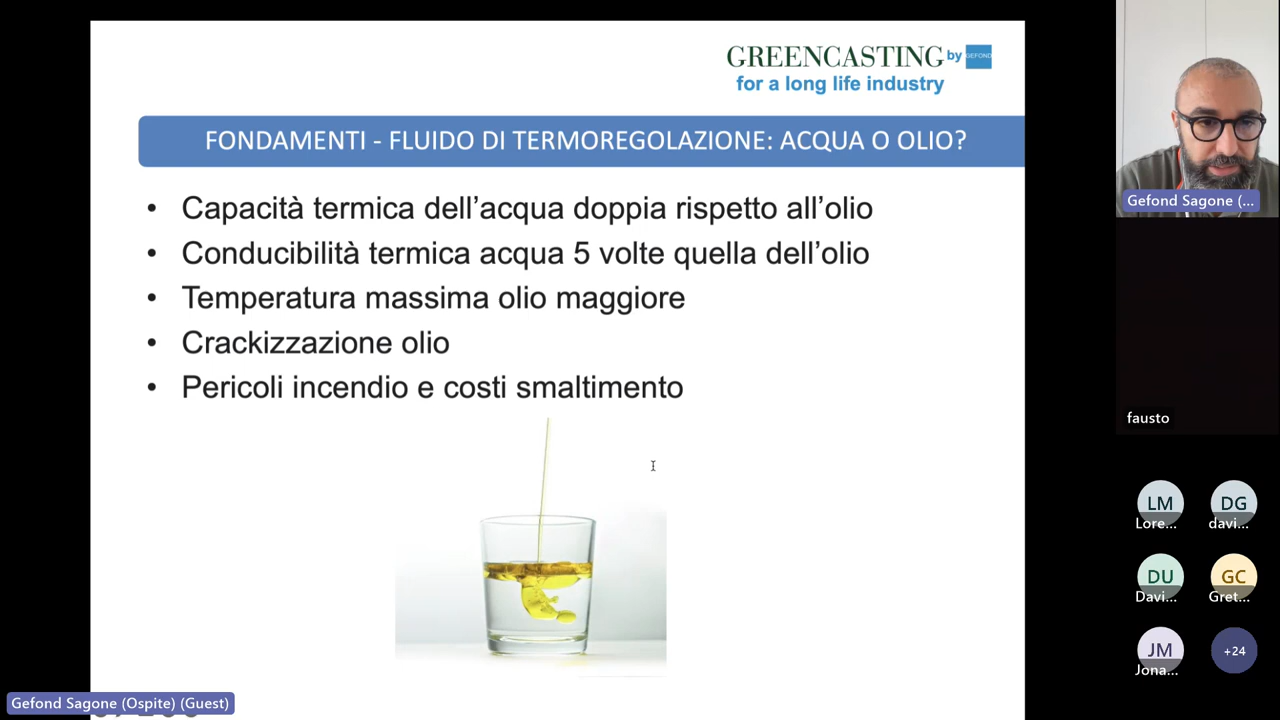 GREENCASTING by GEFOND
for a long life industry
FONDAMENTI - FLUIDO DI TERMOREGOLAZIONE: ACQUA O OLIO?
• Capacità termica dell’acqua doppia rispetto all’olio
• Conducibilità termica acqua 5 volte quella dell’olio
• Temperatura massima olio maggiore
• Crackizzazione olio
• Pericoli incendio e costi smaltimento
Gefond Sagone (Ospite) (Guest)
Gefond Sagone (...
fausto
LM
Lore...
DG
davi...
DU
Davi...
GC
Gret...
JM
Jona...
+24